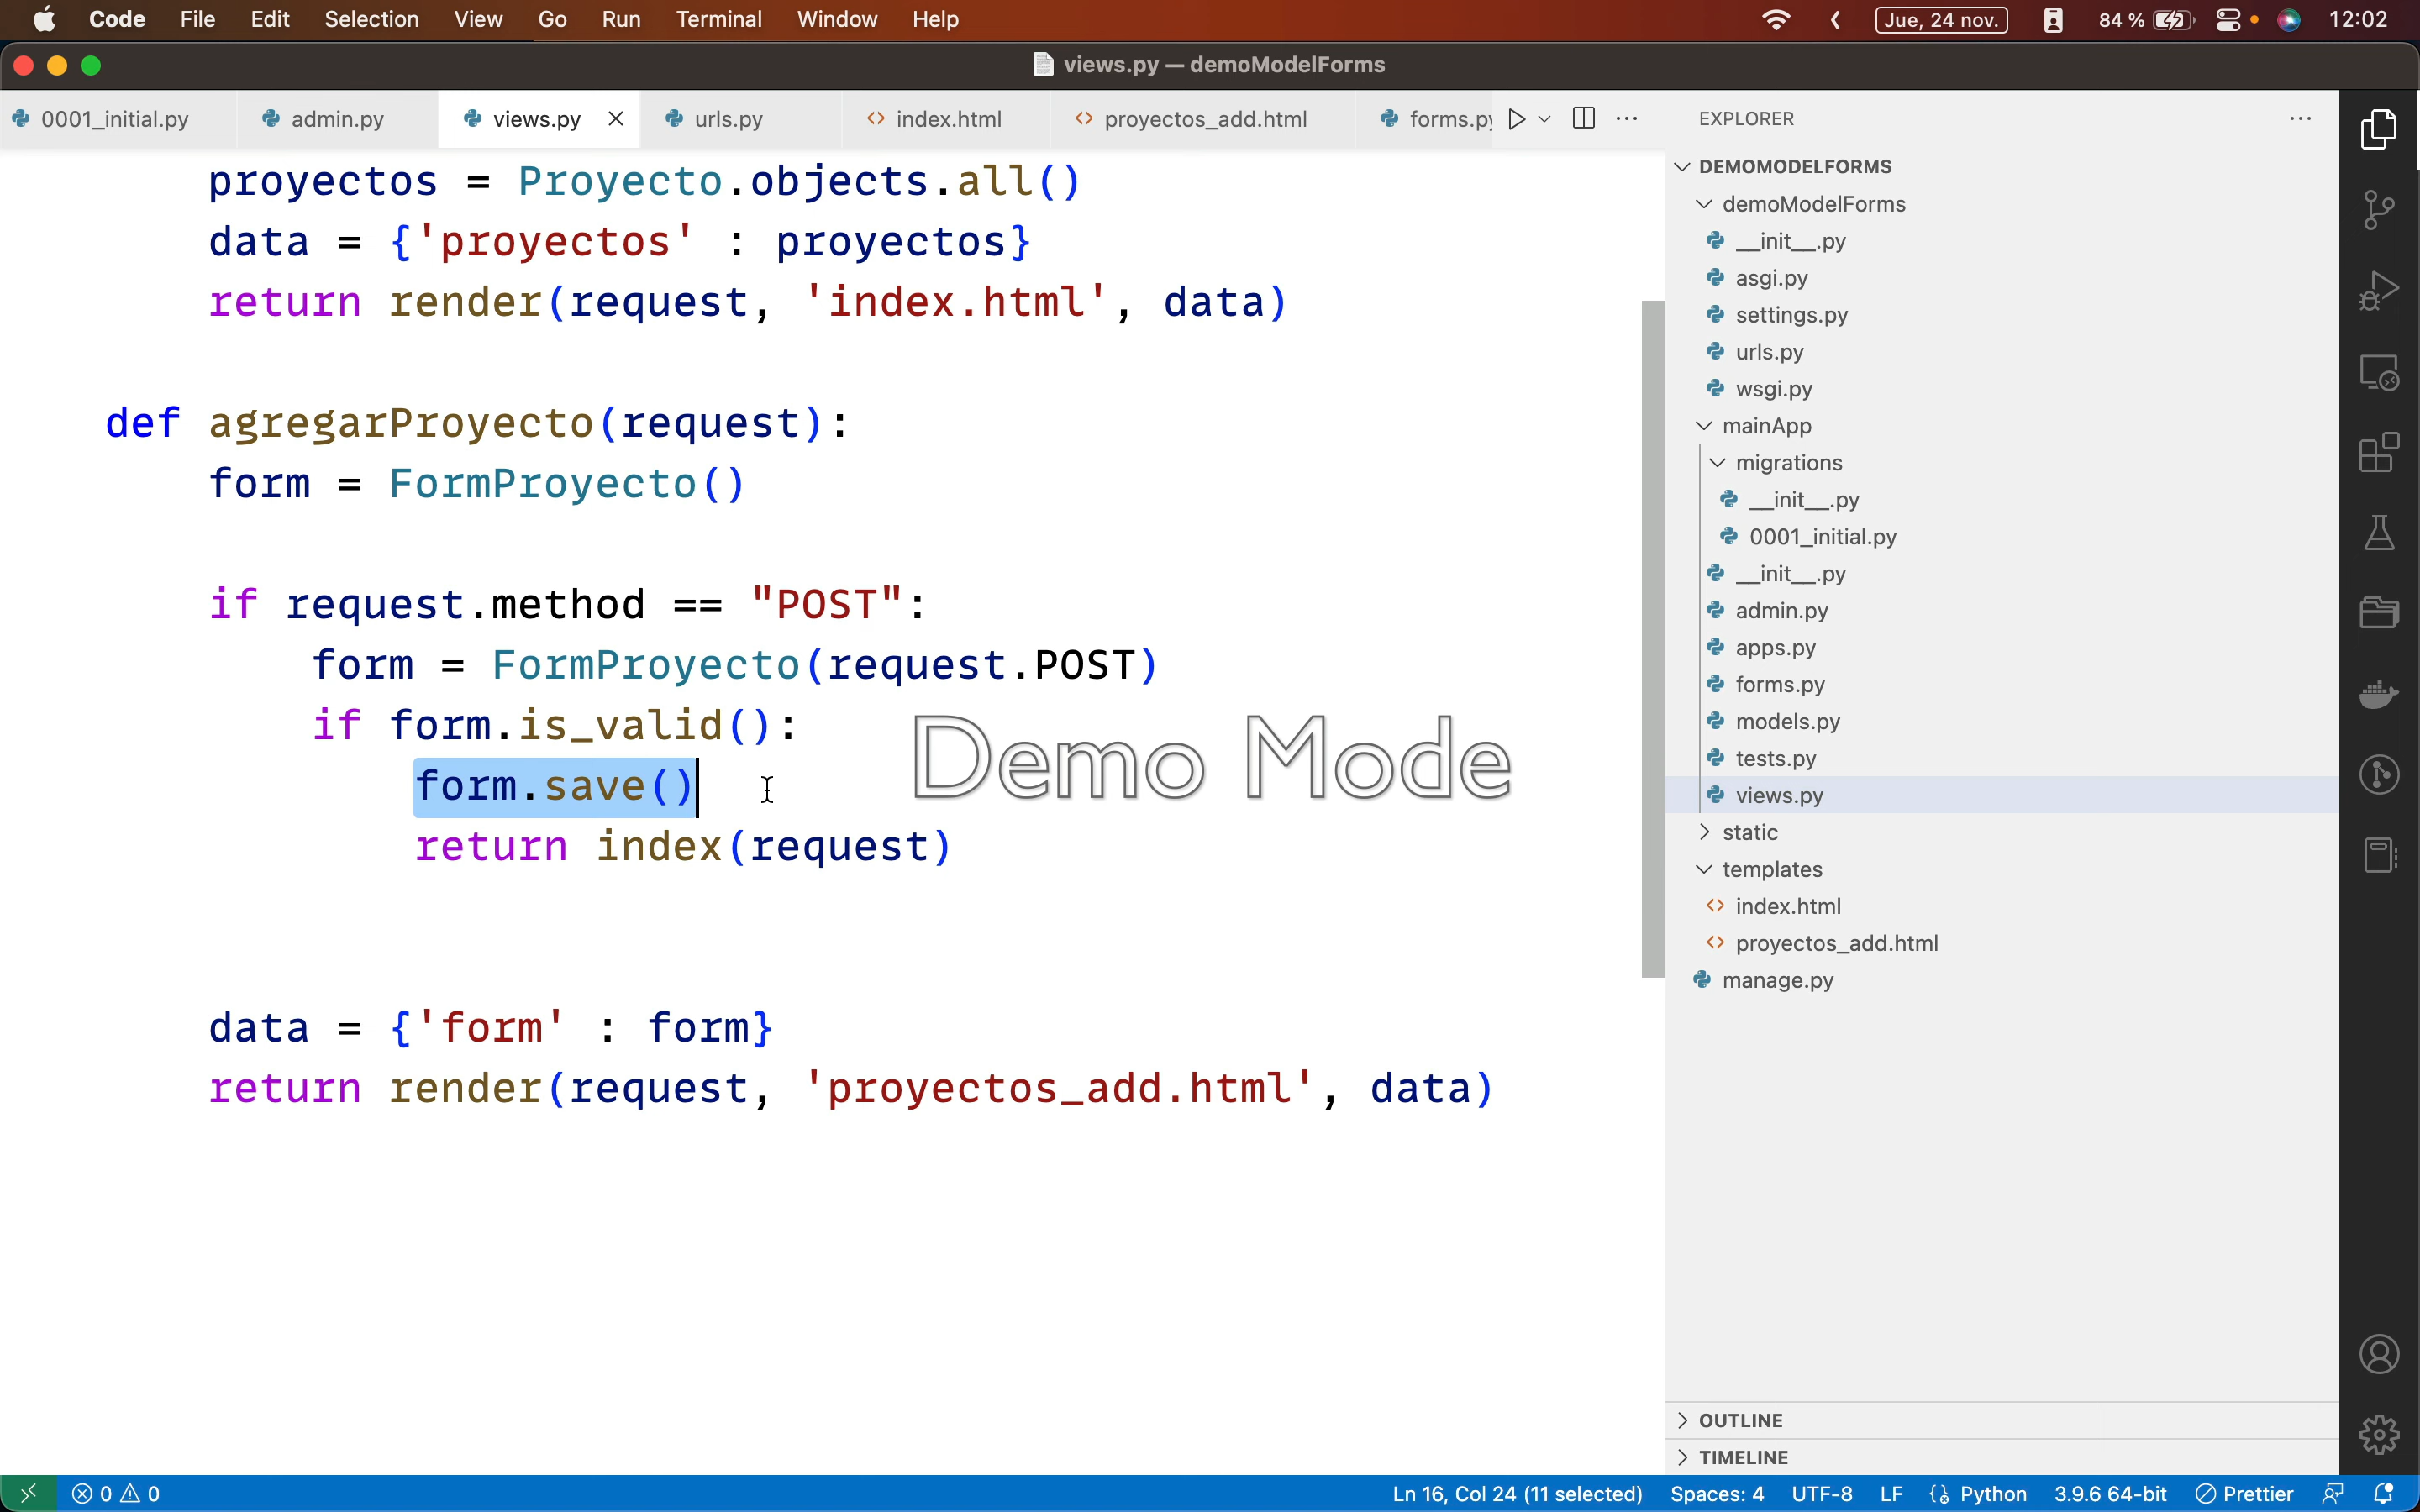 Code File Edit Selection View Go Run Terminal Window Help Jue, 24 nov. 84 % 12:02
views.py — demoModelForms
0001_initial.py admin.py views.py urls.py index.html proyectos_add.html forms.py
EXPLORER
proyectos = Proyecto.objects.all()
data = {'proyectos' : proyectos}
return render(request, 'index.html', data)
def agregarProyecto(request):
form = FormProyecto()
if request.method == "POST":
form = FormProyecto(request.POST)
if form.is_valid():
form.save()
return index(request)
data = {'form' : form}
return render(request, 'proyectos_add.html', data)
Demo Mode
DEMOMODELFORMS
demoModelForms
__init__.py
asgi.py
settings.py
urls.py
wsgi.py
mainApp
migrations
__init__.py
0001_initial.py
__init__.py
admin.py
apps.py
forms.py
models.py
tests.py
views.py
static
templates
index.html
proyectos_add.html
manage.py
OUTLINE
TIMELINE
0 0 Ln 16, Col 24 (11 selected) Spaces: 4 UTF-8 LF Python 3.9.6 64-bit Prettier